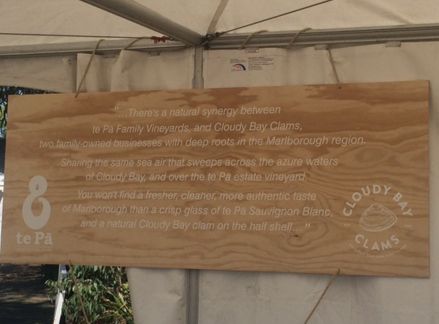 "...There's a natural synergy between
te Pā Family Vineyards, and Cloudy Bay Clams,
two family-owned businesses with deep roots in the Marlborough region.
Sharing the same sea air that sweeps across the azure waters
of Cloudy Bay, and over the te Pā estate vineyard.
You won't find a fresher, cleaner, more authentic taste
of Marlborough than a crisp glass of te Pā Sauvignon Blanc,
and a natural Cloudy Bay clam on the half shell...."
te Pā
CLOUDY BAY
CLAMS